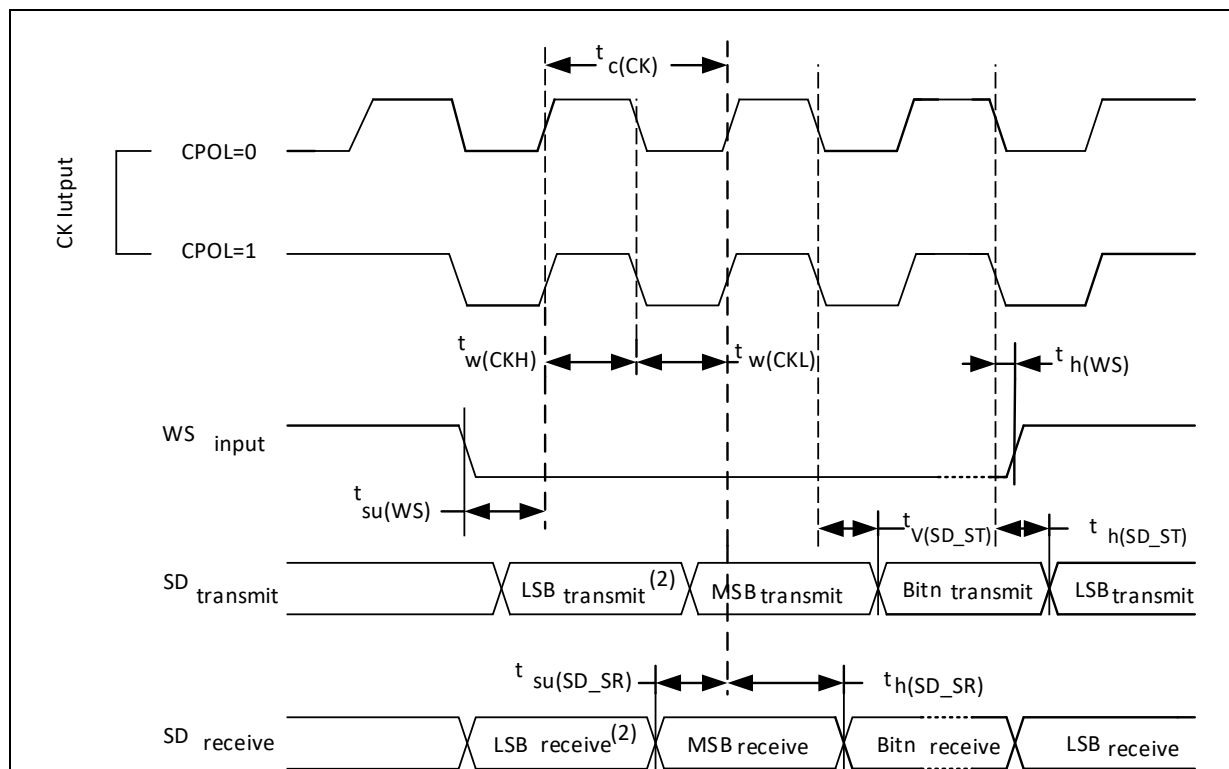 t c(CK)
CK Iutput
CPOL=0
CPOL=1
t w(CKH)
t w(CKL)
t h(WS)
WS input
t su(WS)
t V(SD_ST)
t h(SD_ST)
SD transmit
LSB transmit(2)
MSB transmit
Bitn transmit
LSB transmit
t su(SD_SR)
t h(SD_SR)
SD receive
LSB receive(2)
MSB receive
Bitn receive
LSB receive